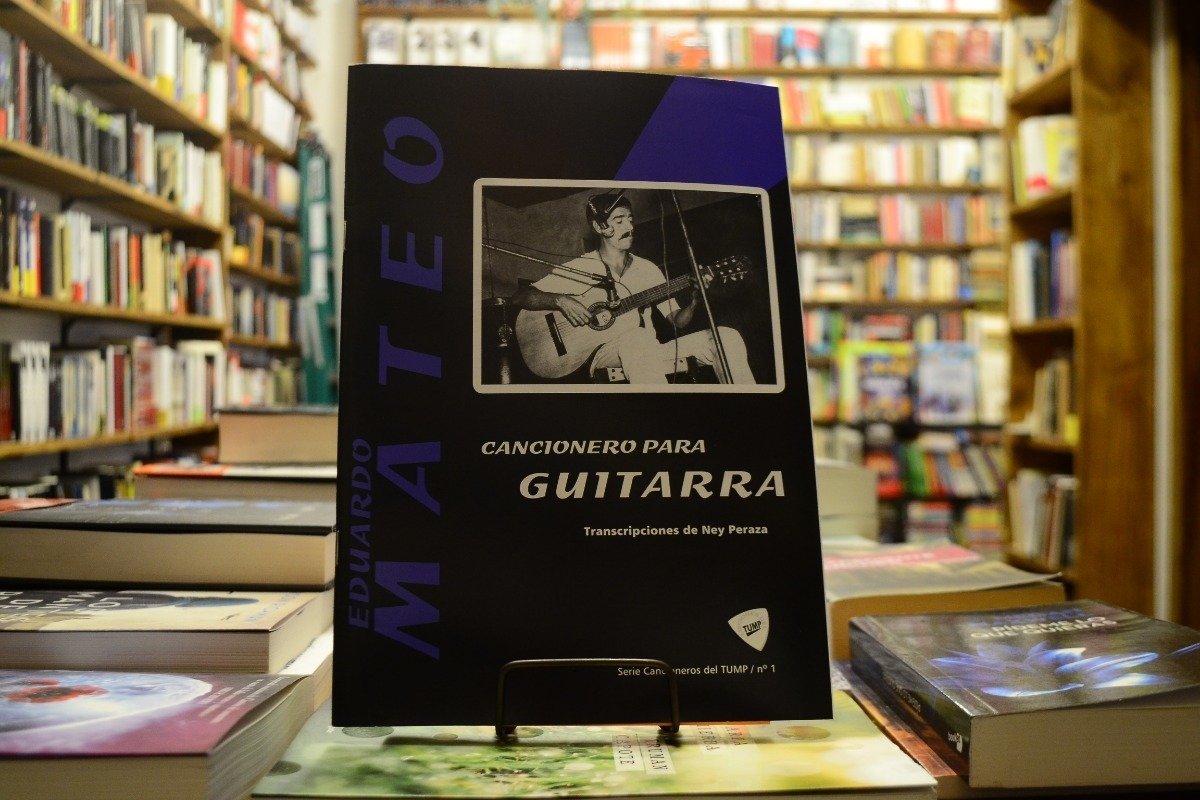 EDUARDO
MATEO
CANCIONERO PARA
GUITARRA
Transcripciones de Ney Peraza
TUMP
Serie Cancioneros del TUMP / nº 1